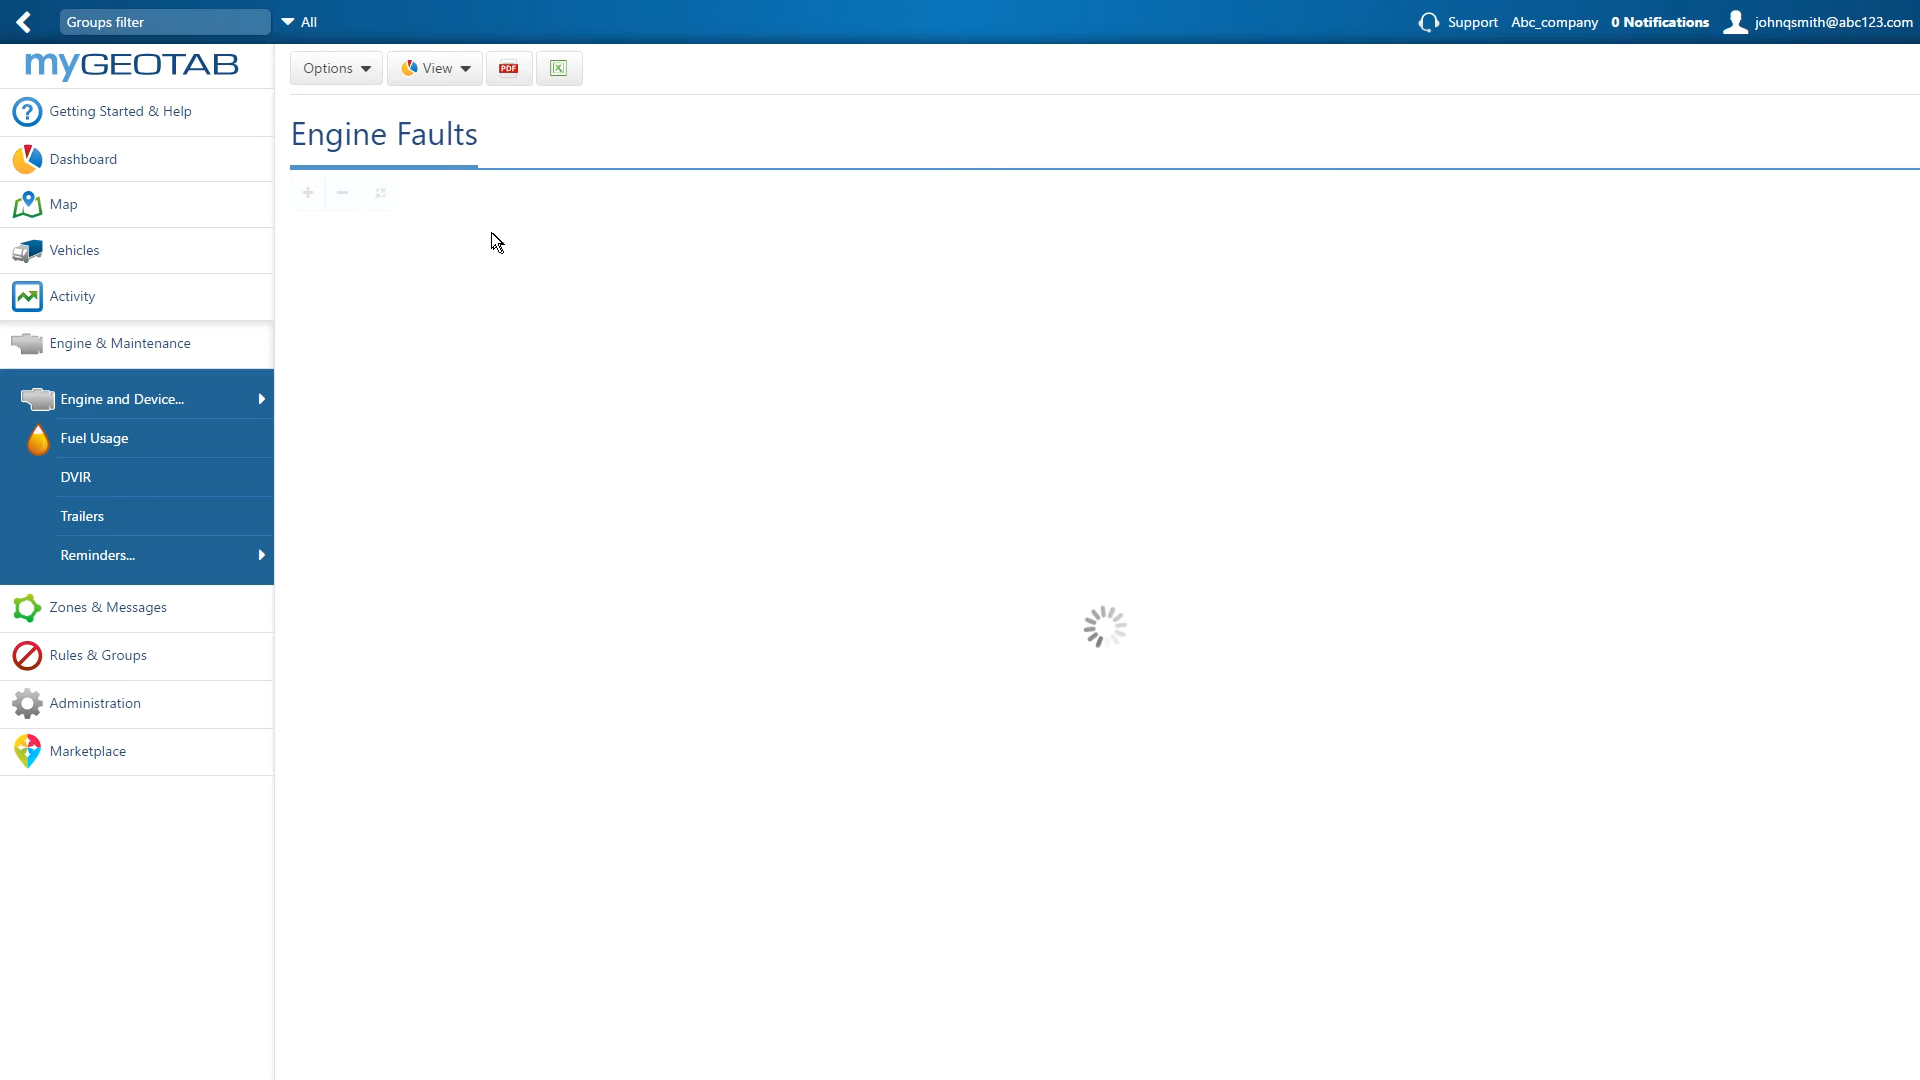 Groups filter
All
Support
Abc_company
0 Notifications
johnqsmith@abc123.com
myGEOTAB
Options
View
PDF
Getting Started & Help
Engine Faults
Dashboard
Map
Vehicles
Activity
Engine & Maintenance
Engine and Device...
Fuel Usage
DVIR
Trailers
Reminders...
Zones & Messages
Rules & Groups
Administration
Marketplace